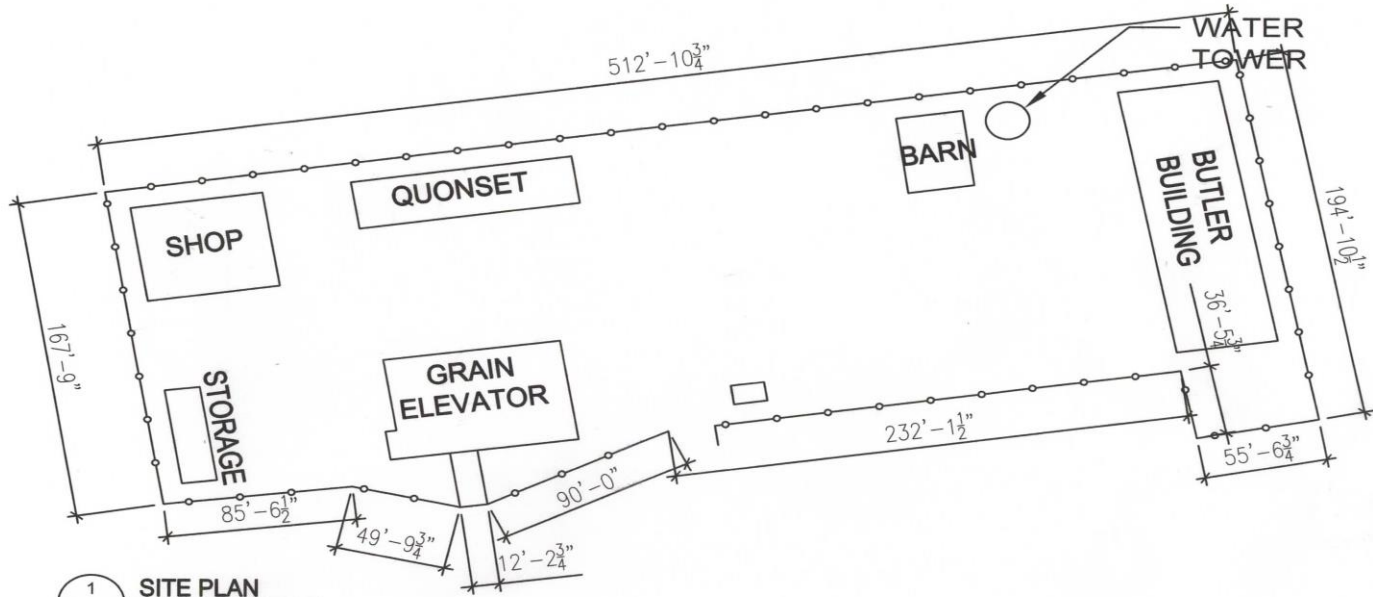 WATER
TOWER
512'-10¾"
BARN
QUONSET
SHOP
BUTLER
BUILDING
194'-10½"
167'-9"
36'-5¾"
STORAGE
GRAIN
ELEVATOR
232'-1½"
55'-6¾"
90'-0"
85'-6½"
49'-9¾"
12'-2¾"
1
SITE PLAN